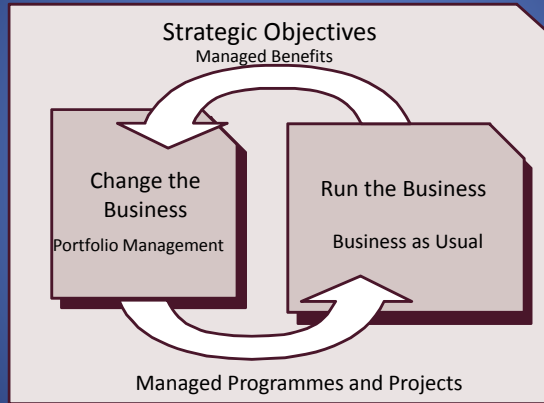 Strategic Objectives
Managed Benefits
Change the
Business
Portfolio Management
Run the Business
Business as Usual
Managed Programmes and Projects